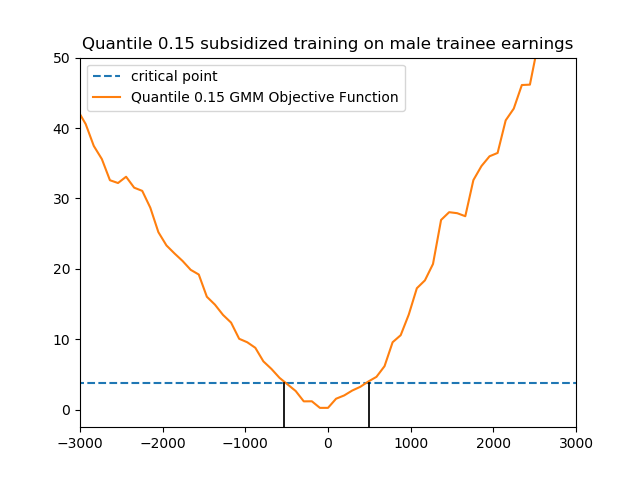 Quantile 0.15 subsidized training on male trainee earnings
critical point
Quantile 0.15 GMM Objective Function
50
40
30
20
10
0
−3000 −2000 −1000 0 1000 2000 3000